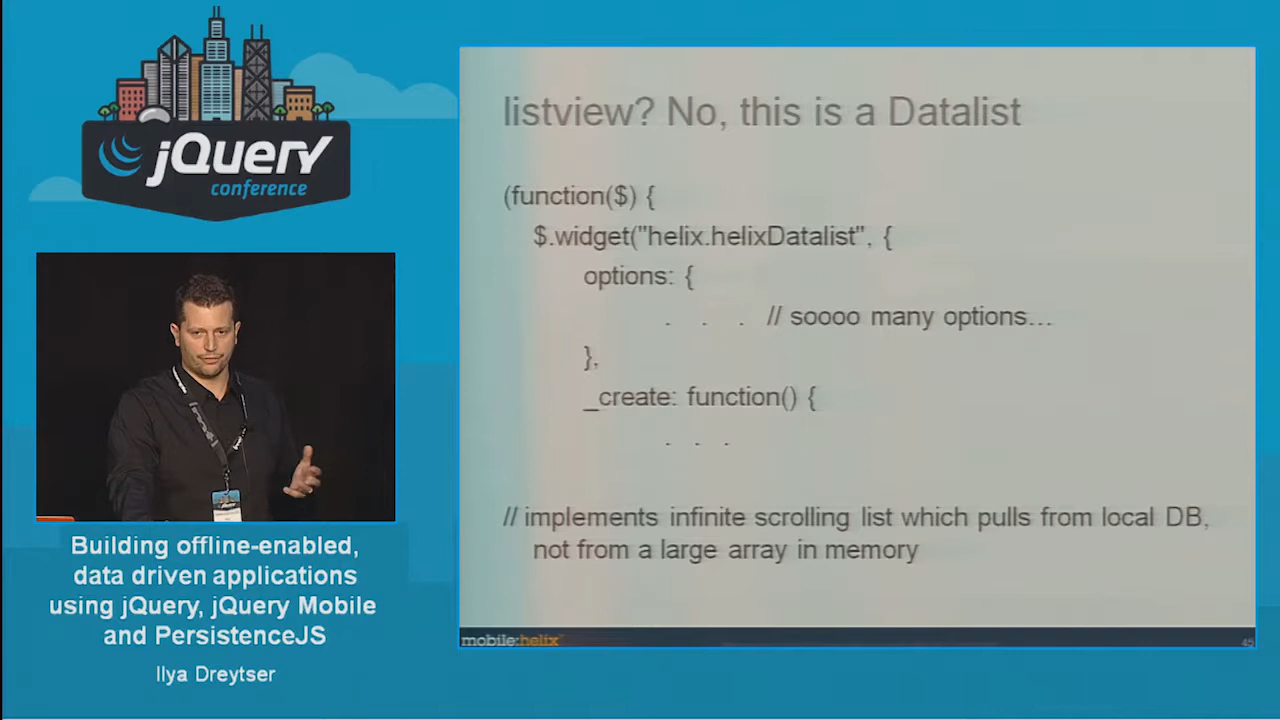 jQuery
conference
Building offline-enabled,
data driven applications
using jQuery, jQuery Mobile
and PersistenceJS
Ilya Dreytser
listview? No, this is a Datalist
(function($) {
$.widget("helix.helixDatalist", {
options: {
. . . // soooo many options...
},
_create: function() {
. . .
// implements infinite scrolling list which pulls from local DB,
not from a large array in memory
mobile:helix
45